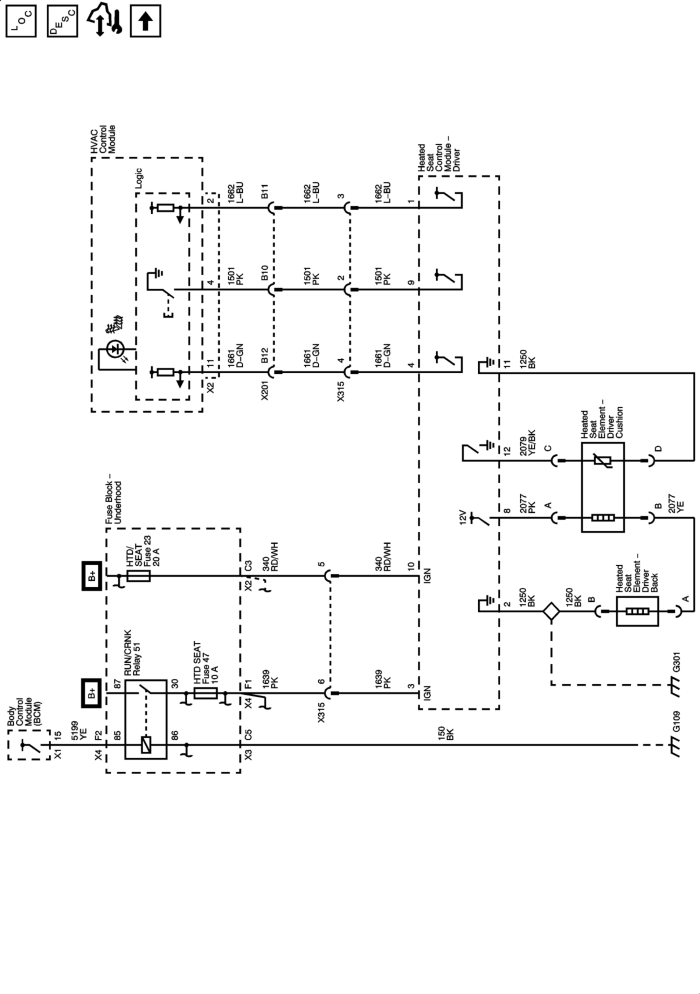 LOC
DESC
HVAC
Control
Module
Logic
2
4
11
X2
1662
L-BU
1501
PK
1661
D-GN
B11
B10
B12
X201
1662
L-BU
1501
PK
1661
D-GN
3
2
4
X315
1662
L-BU
1501
PK
1661
D-GN
1
9
4
Heated
Seat
Control
Module –
Driver
Body
Control
Module
(BCM)
15
X1
5199
YE
F2
X4
B+
B+
Fuse Block –
Underhood
RUN/CRNK
Relay 51
87
85
30
86
HTD SEAT
Fuse 47
10 A
HTD/
SEAT
Fuse 23
20 A
C5
X3
F1
X4
C3
X2
1639
PK
340
RD/WH
6
5
X315
1639
PK
340
RD/WH
3
IGN
10
IGN
150
BK
12V
2
8
12
11
1250
BK
2077
PK
2079
YE/BK
1250
BK
1250
BK
B
A
C
Heated
Seat
Element –
Driver
Back
Heated
Seat
Element –
Driver
Cushion
A
B
D
2077
YE
G109
G301